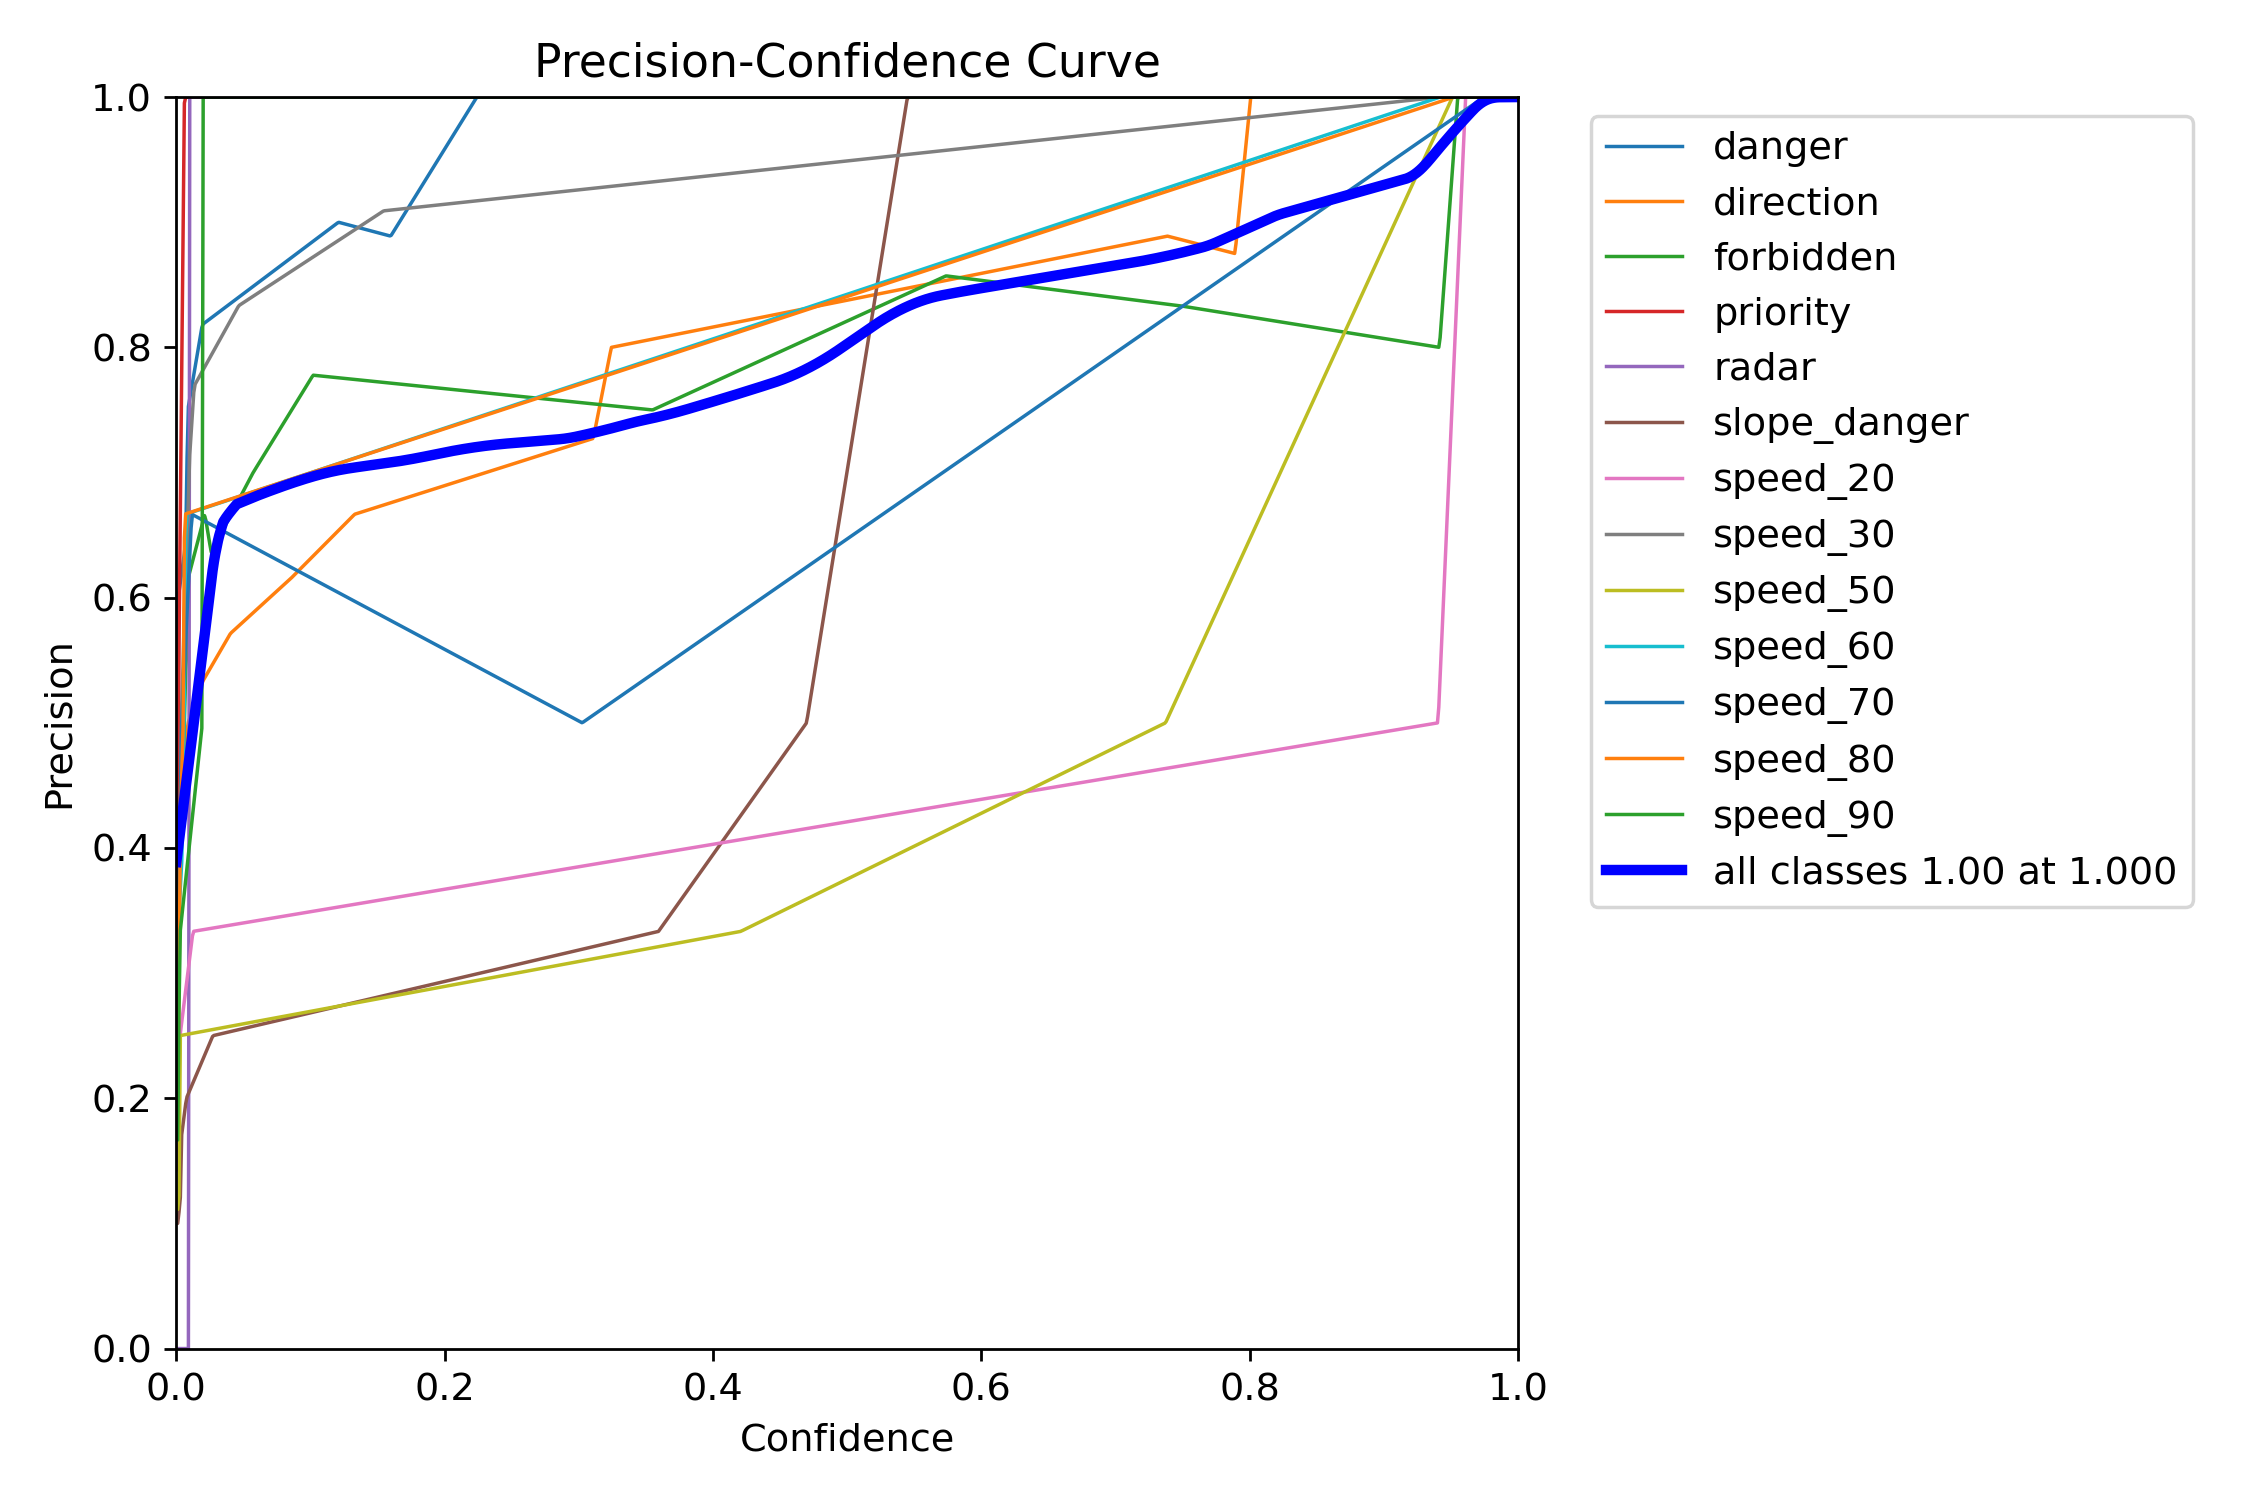 Precision-Confidence Curve
1.0
0.8
0.6
0.4
0.2
0.0
Precision
0.0 0.2 0.4 0.6 0.8 1.0
Confidence
danger
direction
forbidden
priority
radar
slope_danger
speed_20
speed_30
speed_50
speed_60
speed_70
speed_80
speed_90
all classes 1.00 at 1.000